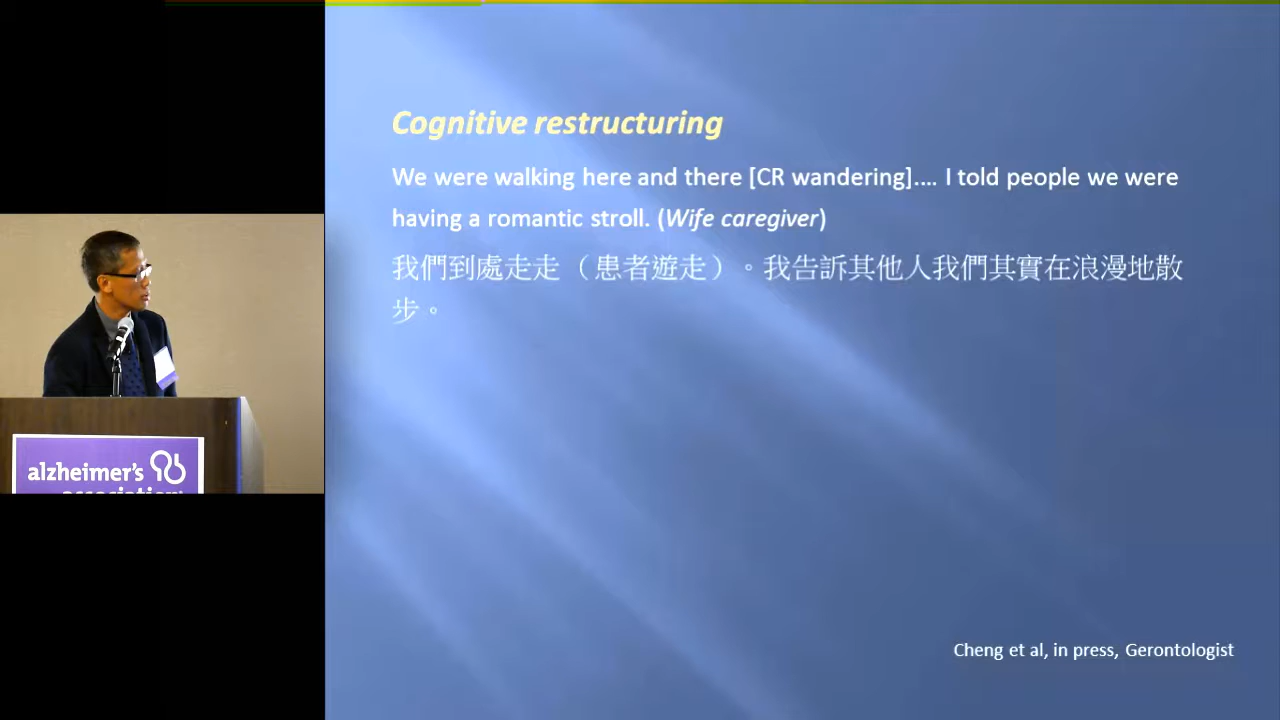 Cognitive restructuring
We were walking here and there [CR wandering].... I told people we were
having a romantic stroll. (Wife caregiver)
我們到處走走（患者遊走）。我告訴其他人我們其實在浪漫地散
步。
alzheimer's
association
Cheng et al, in press, Gerontologist